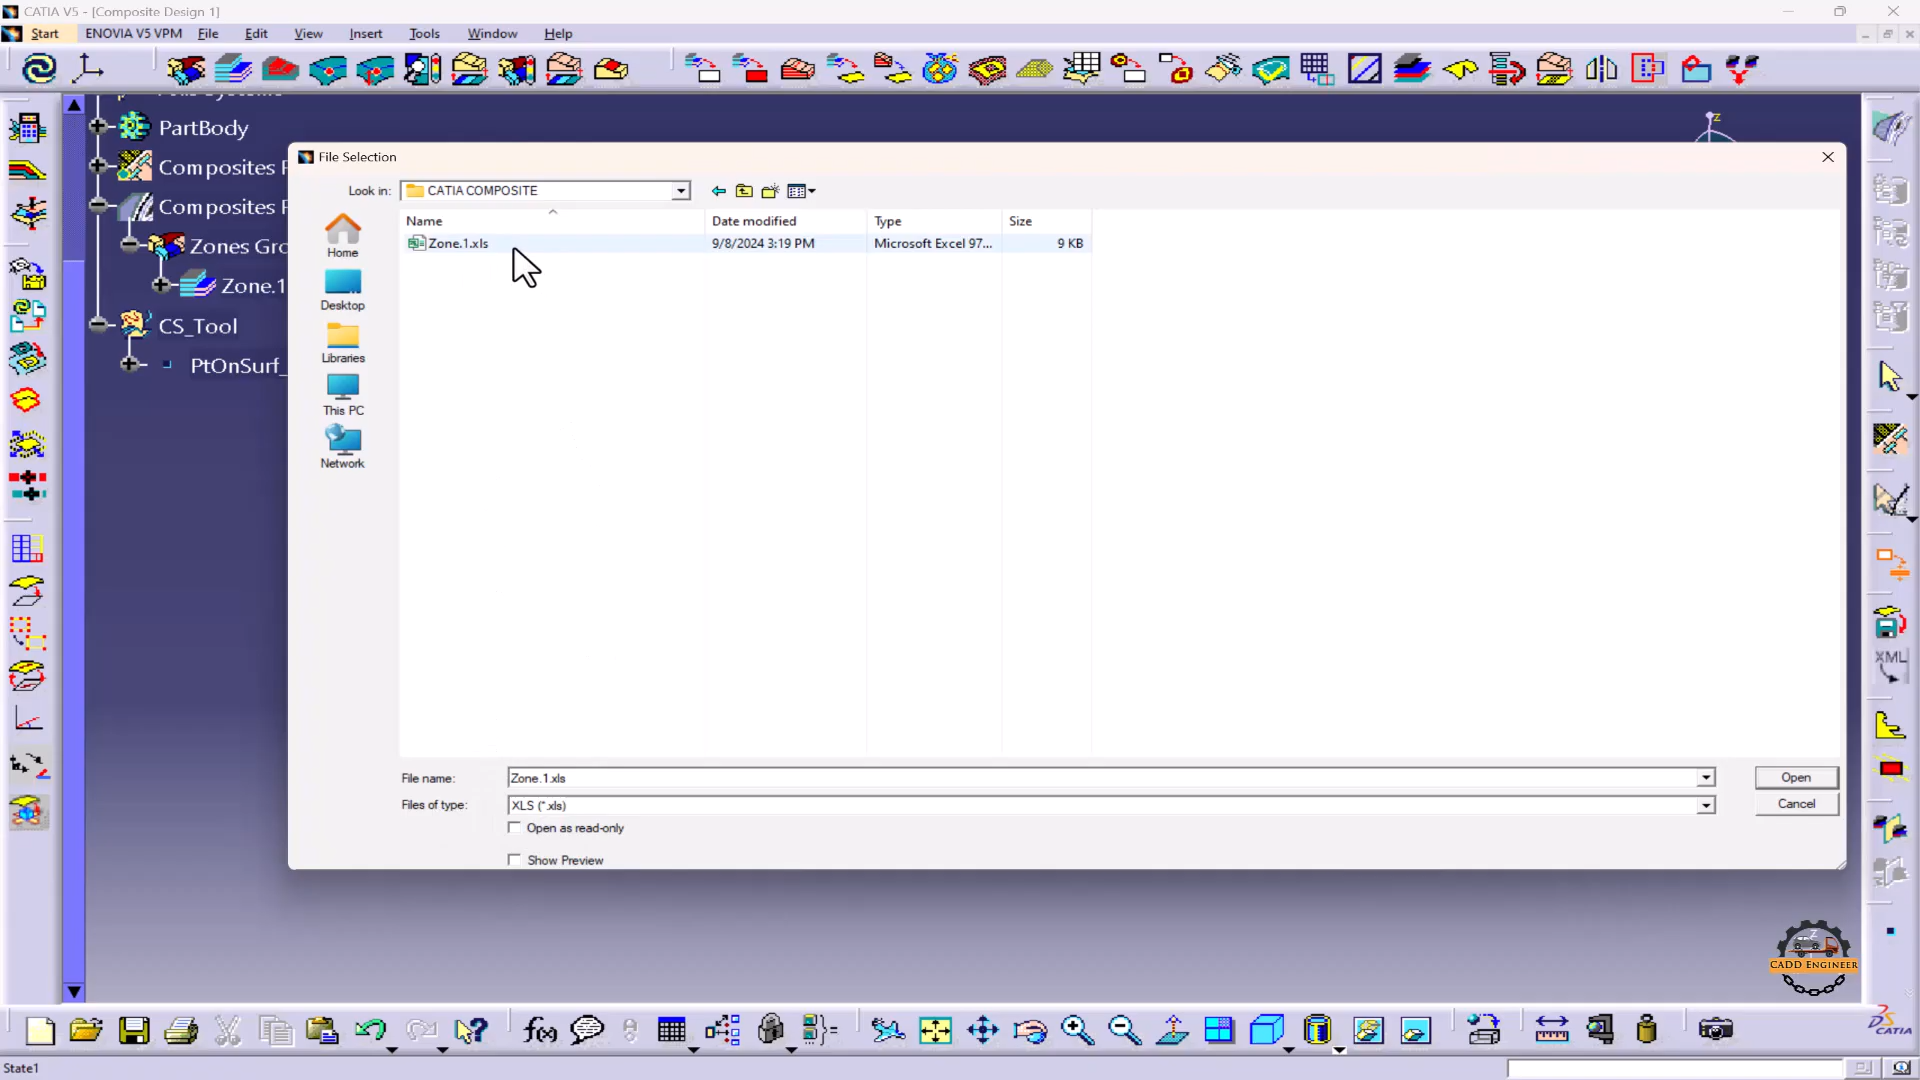 CATIA V5 - [Composite Design 1]
Start ENOVIA V5 VPM File Edit View Insert Tools Window Help
PartBody
Composites
Composites
Zones Gro
Zone.1
CS_Tool
PtOnSurf_
File Selection
Look in: CATIA COMPOSITE
Name Date modified Type Size
Zone.1.xls 9/8/2024 3:19 PM Microsoft Excel 97... 9 KB
Home
Desktop
Libraries
This PC
Network
File name: Zone.1.xls Open
Files of type: XLS (*.xls) Cancel
Open as read-only
Show Preview
z
XML
CADD ENGINEER
f(x)
CATIA
State1